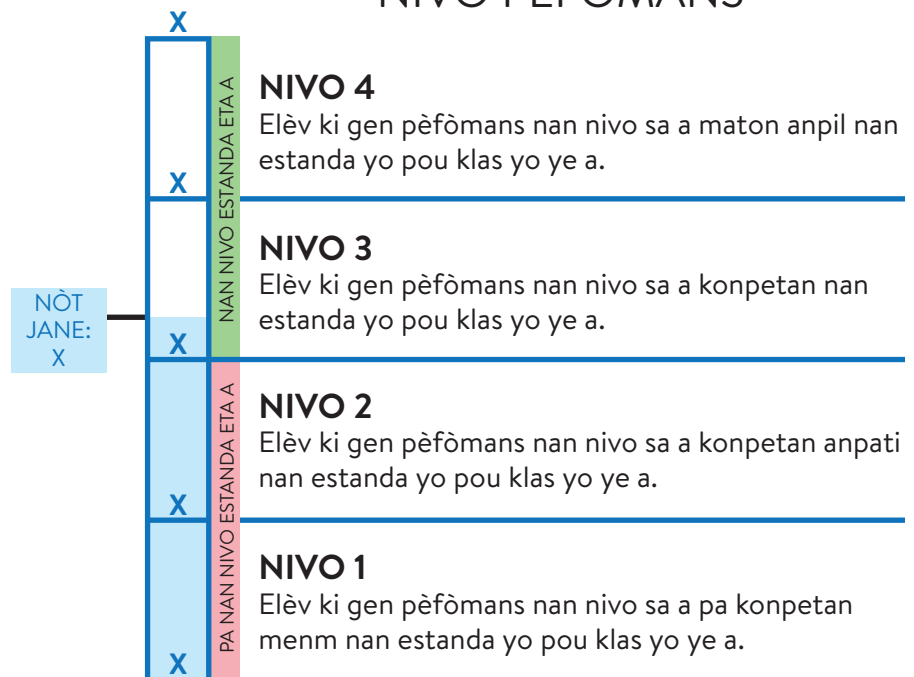 NIVO PÈFÒMANS
X
NAN NIVO ESTANDA ETA A
NIVO 4
Elèv ki gen pèfòmans nan nivo sa a maton anpil nan
estanda yo pou klas yo ye a.
X
NIVO 3
Elèv ki gen pèfòmans nan nivo sa a konpetan nan
estanda yo pou klas yo ye a.
NÒT
JANE:
X
X
PA NAN NIVO ESTANDA ETA A
NIVO 2
Elèv ki gen pèfòmans nan nivo sa a konpetan anpati
nan estanda yo pou klas yo ye a.
X
NIVO 1
Elèv ki gen pèfòmans nan nivo sa a pa konpetan
menm nan estanda yo pou klas yo ye a.
X